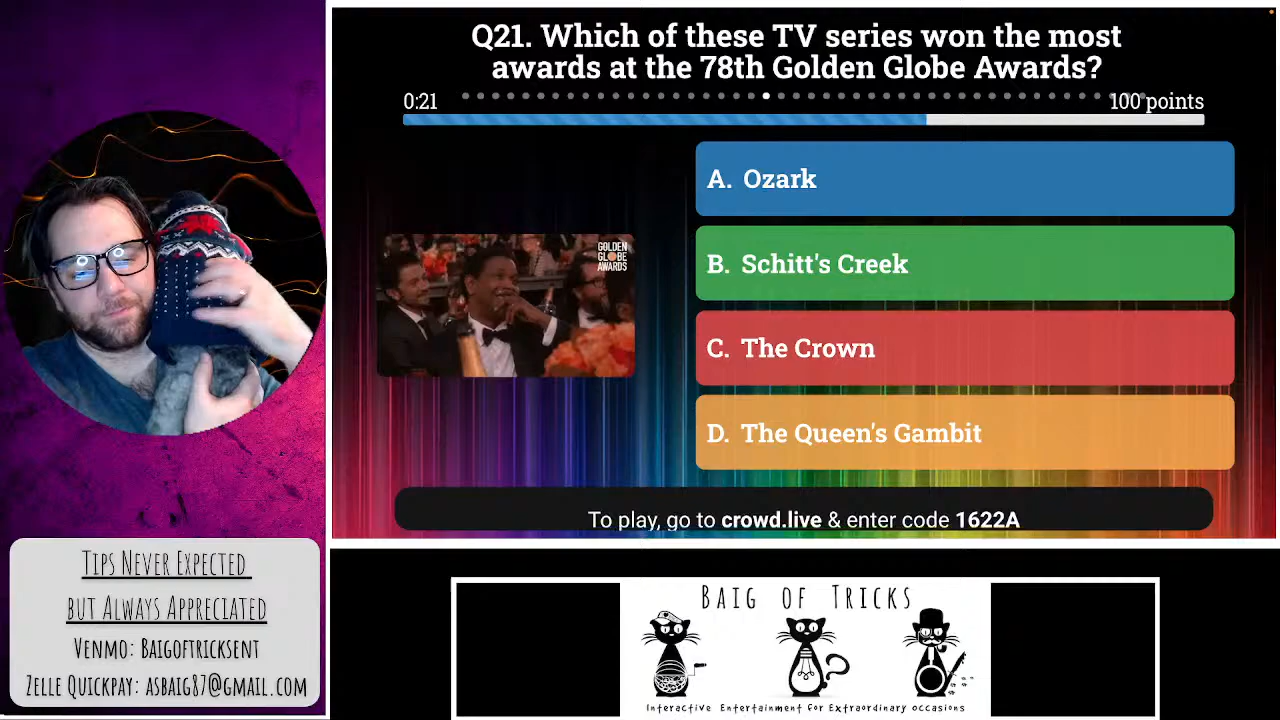 Q21. Which of these TV series won the most
awards at the 78th Golden Globe Awards?
0:21
100 points
A. Ozark
B. Schitt's Creek
C. The Crown
D. The Queen's Gambit
GOLDEN
GLOBE
AWARDS
To play, go to crowd.live & enter code 1622A
Tips Never Expected
but Always Appreciated
Venmo: Baigoftricksent
Zelle Quickpay: asbaig87@gmail.com
Baig of Tricks
Interactive Entertainment for Extraordinary occasions